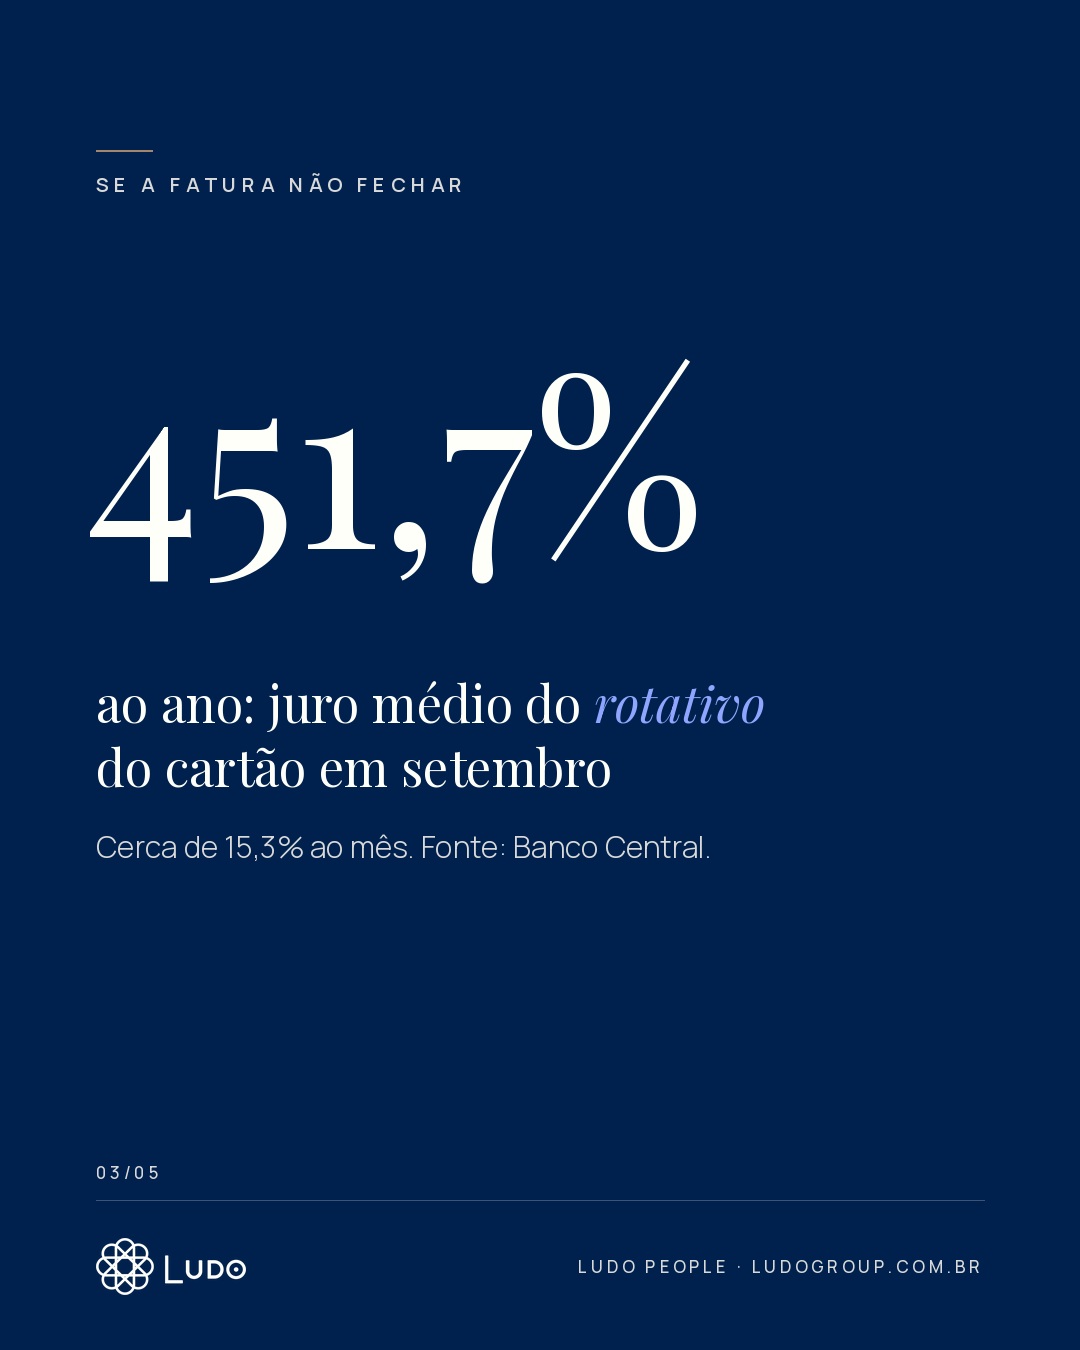 SE A FATURA NÃO FECHAR
451,7%
ao ano: juro médio do rotativo
do cartão em setembro
Cerca de 15,3% ao mês. Fonte: Banco Central.
03/05
LUDO
LUDO PEOPLE · LUDOGROUP.COM.BR